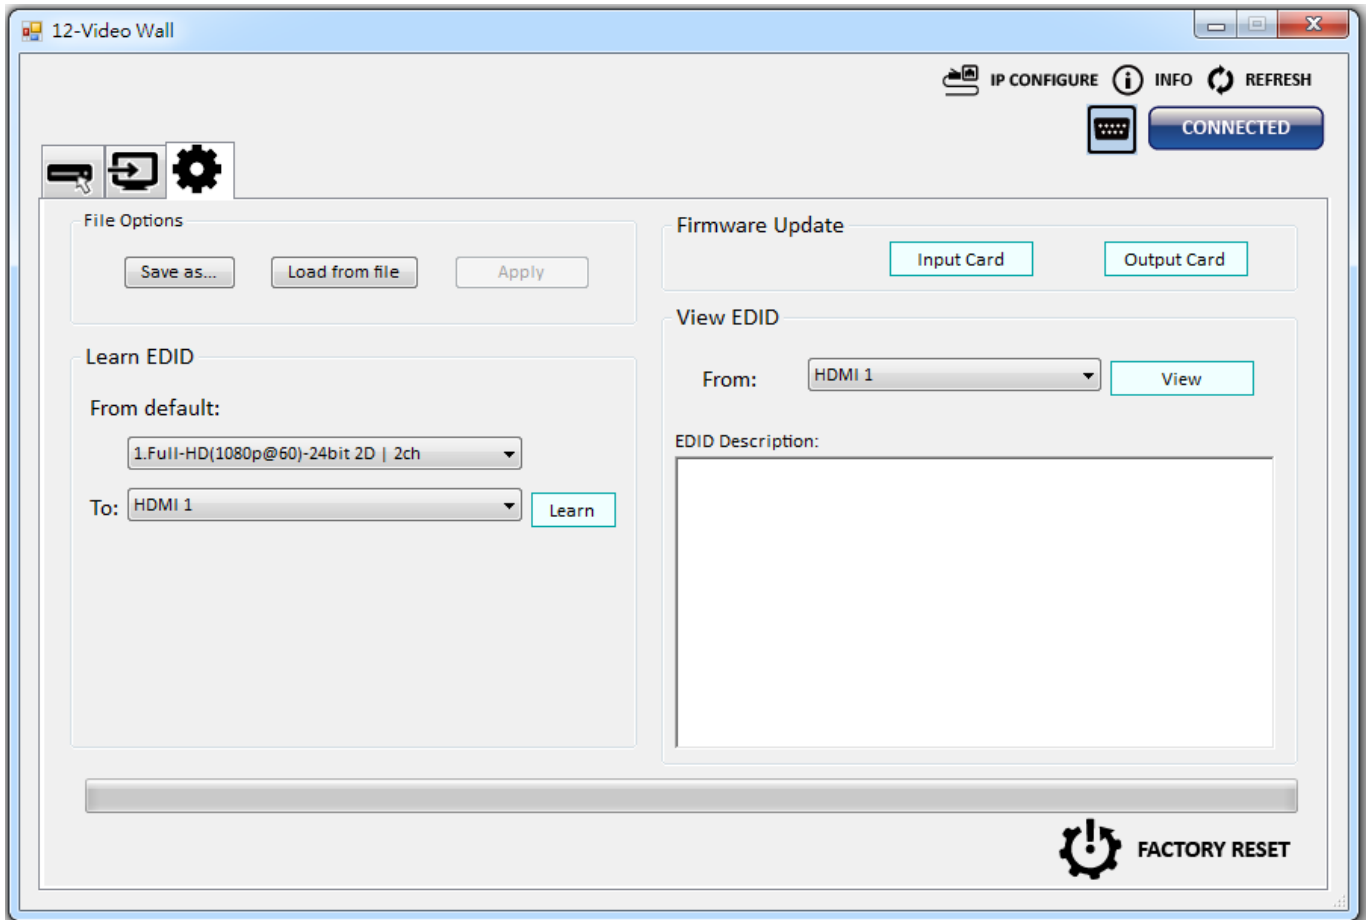 12-Video Wall
IP CONFIGURE INFO REFRESH
CONNECTED
File Options
Save as... Load from file Apply
Learn EDID
From default:
1.Full-HD(1080p@60)-24bit 2D | 2ch
To: HDMI 1 Learn
Firmware Update
Input Card Output Card
View EDID
From: HDMI 1 View
EDID Description:
FACTORY RESET